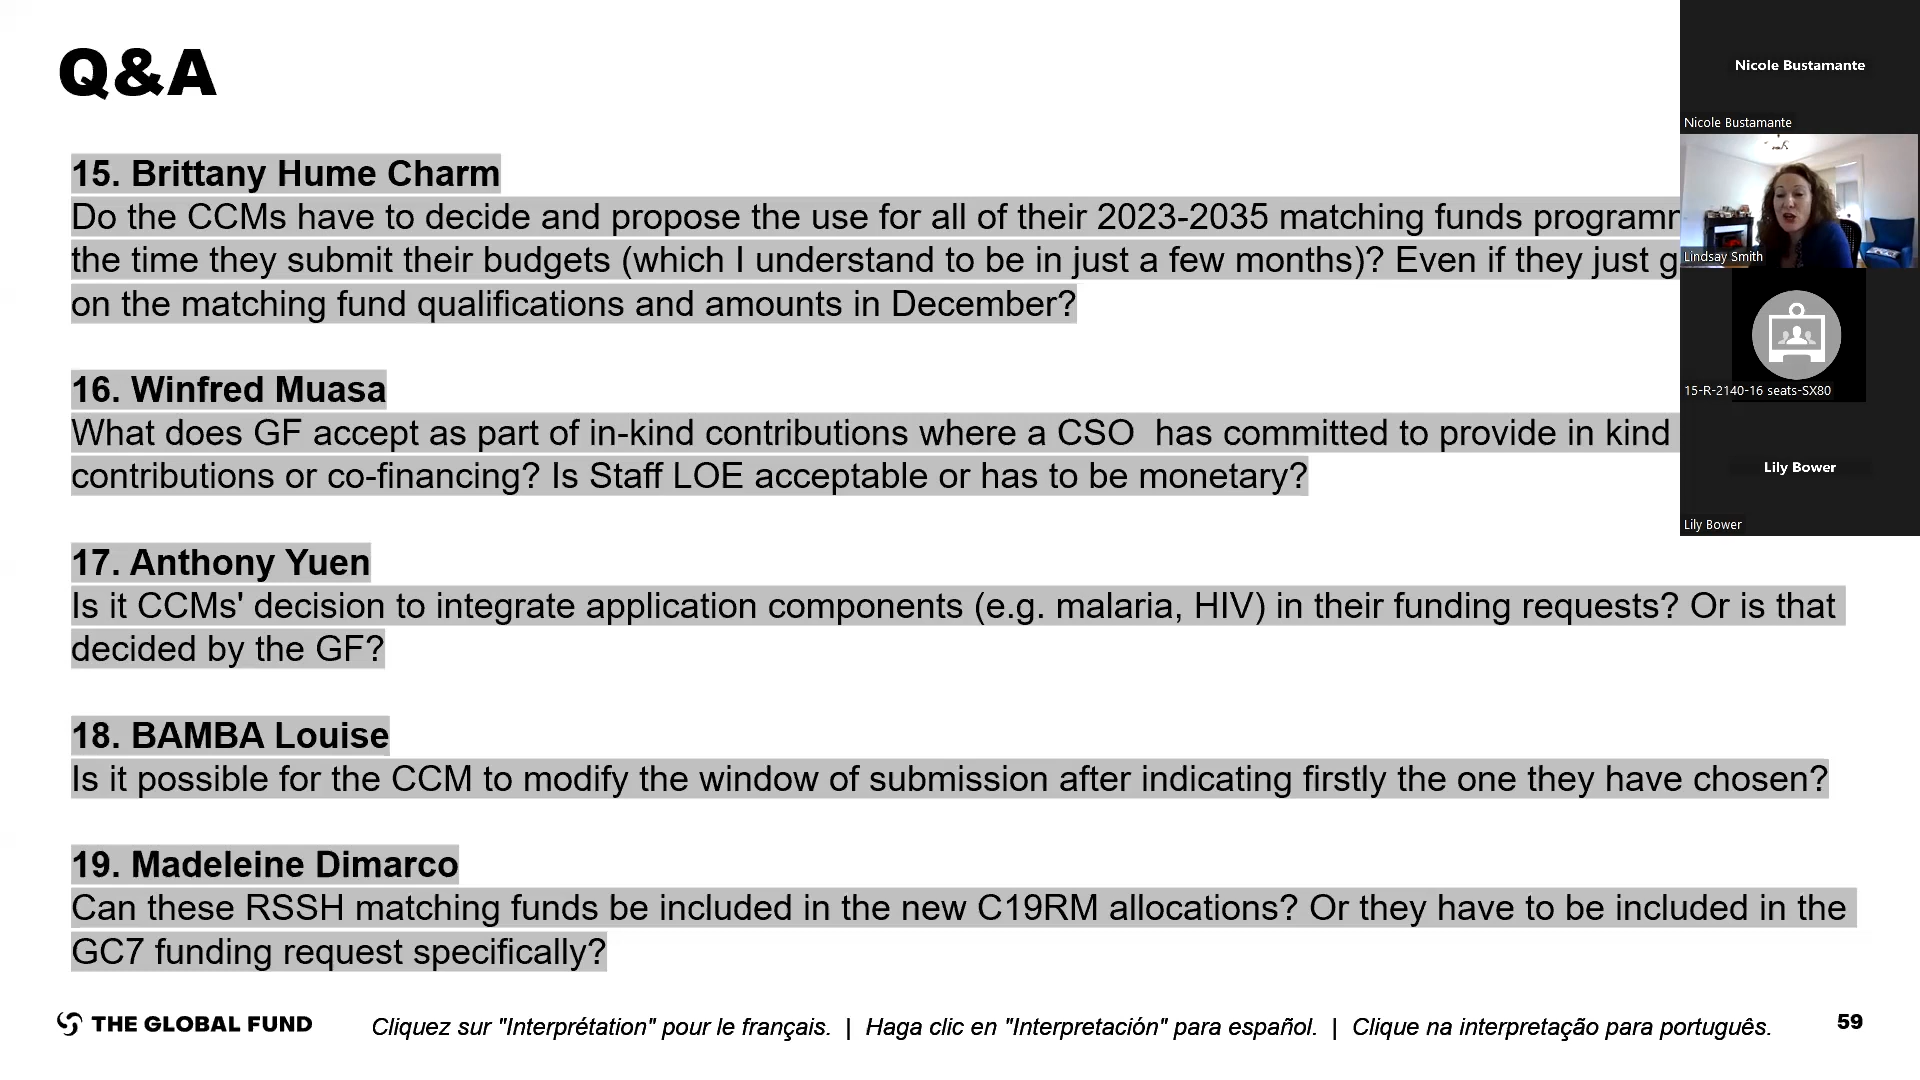 Q&A
15. Brittany Hume Charm
Do the CCMs have to decide and propose the use for all of their 2023-2035 matching funds
the time they submit their budgets (which I understand to be in just a few months)? Even if they just
on the matching fund qualifications and amounts in December?
16. Winfred Muasa
What does GF accept as part of in-kind contributions where a CSO  has committed to provide in kind
contributions or co-financing? Is Staff LOE acceptable or has to be monetary?
17. Anthony Yuen
Is it CCMs' decision to integrate application components (e.g. malaria, HIV) in their funding requests? Or is that
decided by the GF?
18. BAMBA Louise
Is it possible for the CCM to modify the window of submission after indicating firstly the one they have chosen?
19. Madeleine Dimarco
Can these RSSH matching funds be included in the new C19RM allocations? Or they have to be included in the
GC7 funding request specifically?
THE GLOBAL FUND
Cliquez sur "Interprétation" pour le français. | Haga clic en "Interpretación" para español. | Clique na interpretação para português.
59
Nicole Bustamante
Nicole Bustamante
Lindsay Smith
15-R-2140-16 seats-SX80
Lily Bower
Lily Bower